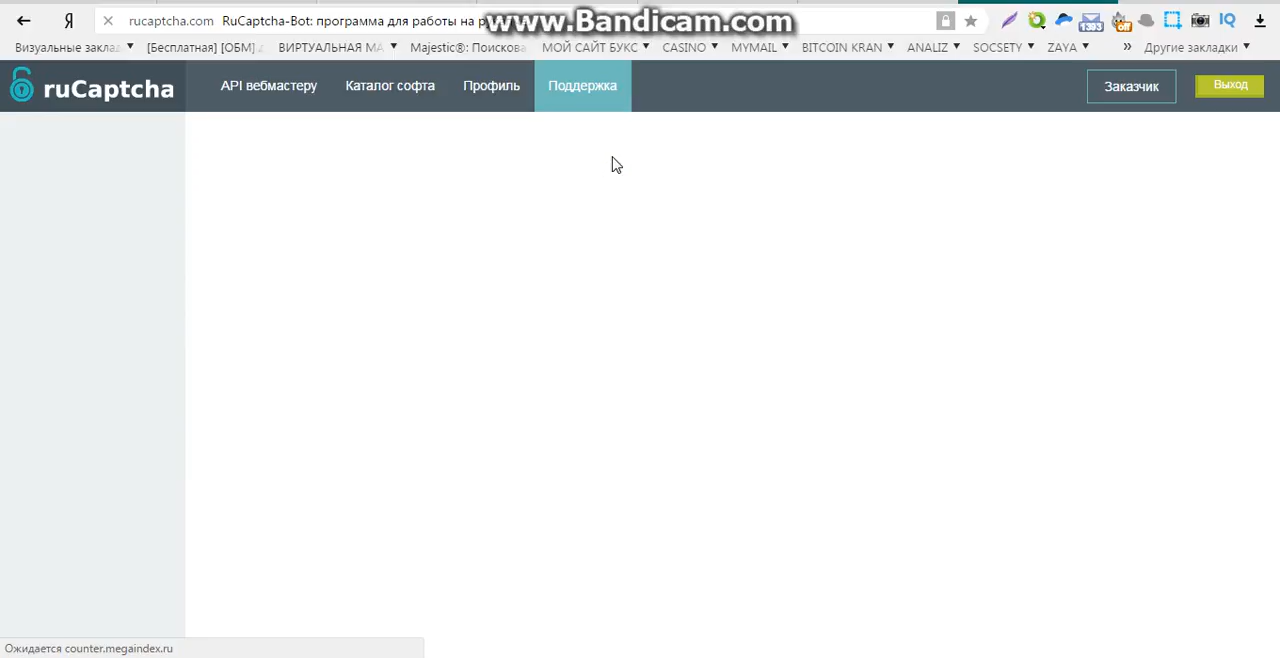 Я rucaptcha.com RuCaptcha-Bot: программа для работы на р
www.Bandicam.com
Визуальные заклад [Бесплатная] [ОБМ] ВИРТУАЛЬНАЯ МА Majestic®: Поискова МОЙ САЙТ БУКС CASINO MYMAIL BITCOIN KRAN ANALIZ SOCSETY ZAYA » Другие закладки
ruCaptcha API вебмастеру Каталог софта Профиль Поддержка Заказчик Выход
Ожидается counter.megaindex.ru